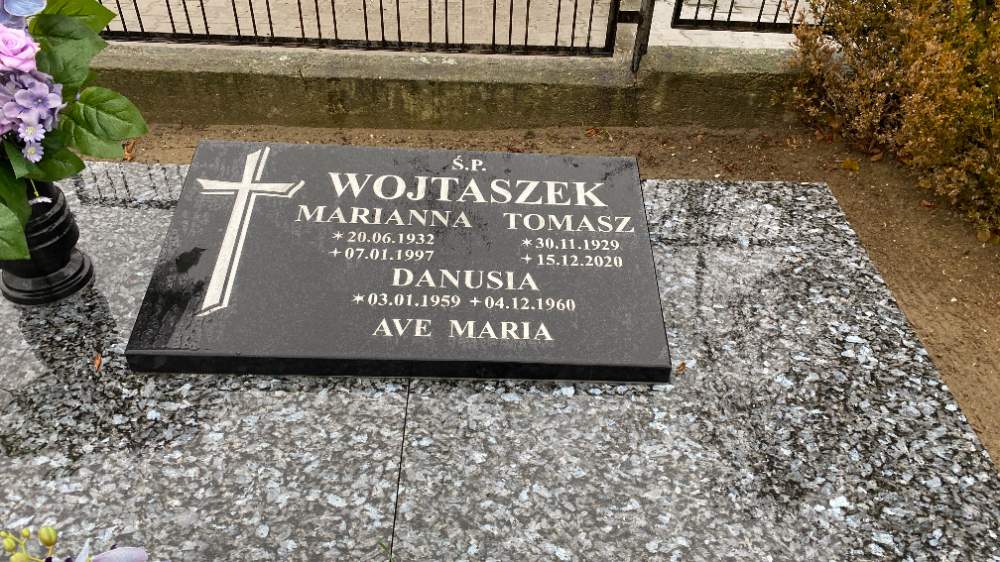 Ś.P.
WOJTASZEK
MARIANNA TOMASZ
✶20.06.1932 ✶30.11.1929
+07.01.1997 +15.12.2020
DANUSIA
✶03.01.1959 +04.12.1960
AVE MARIA